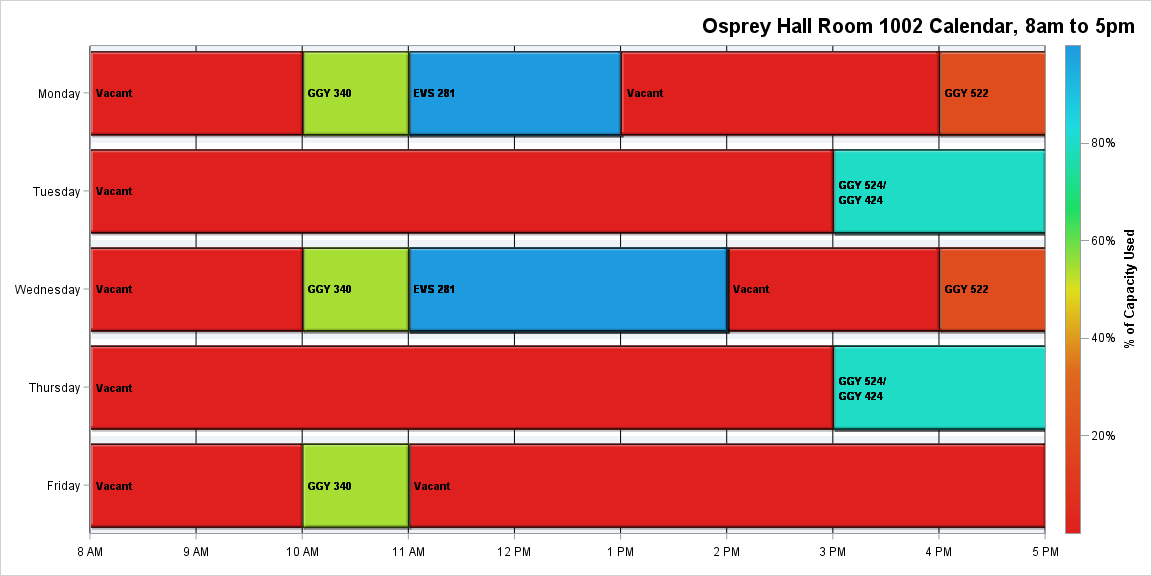 Osprey Hall Room 1002 Calendar, 8am to 5pm
Monday
Vacant
GGY 340
EVS 281
Vacant
GGY 522
Tuesday
Vacant
GGY 524/
GGY 424
Wednesday
Vacant
GGY 340
EVS 281
Vacant
GGY 522
Thursday
Vacant
GGY 524/
GGY 424
Friday
Vacant
GGY 340
Vacant
8 AM
9 AM
10 AM
11 AM
12 PM
1 PM
2 PM
3 PM
4 PM
5 PM
80%
60%
40%
20%
% of Capacity Used